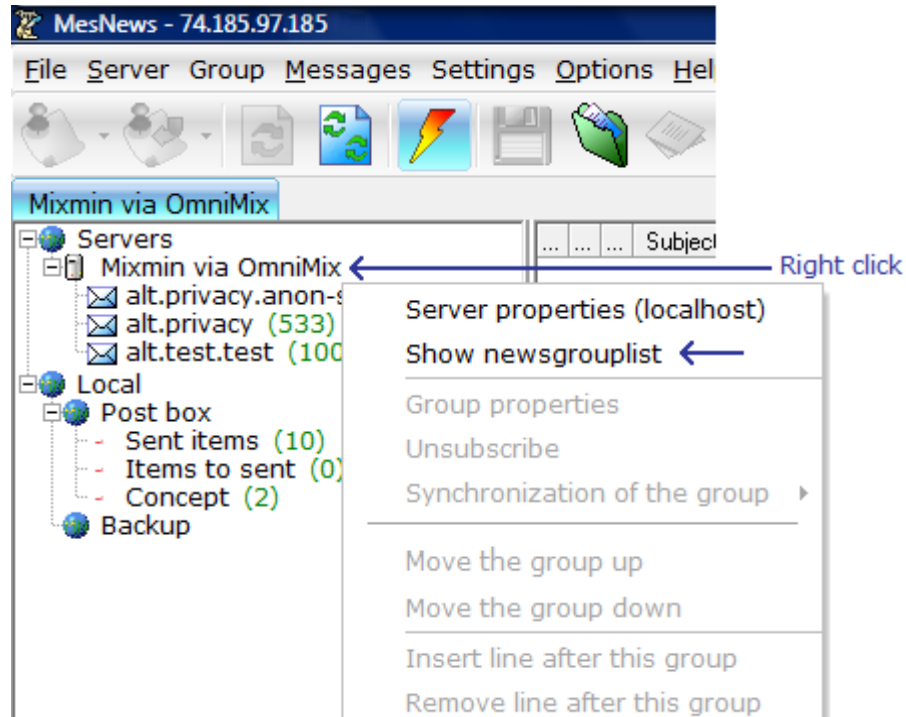 MesNews - 74.185.97.185
File Server Group Messages Settings Options Hel
Mixmin via OmniMix
Servers
... ... ... Subject
Mixmin via OmniMix
Right click
alt.privacy.anon-s
alt.privacy (533)
alt.test.test (100
Local
Post box
Sent items (10)
Items to sent (0)
Concept (2)
Backup
Server properties (localhost)
Show newsgrouplist
Group properties
Unsubscribe
Synchronization of the group
Move the group up
Move the group down
Insert line after this group
Remove line after this group